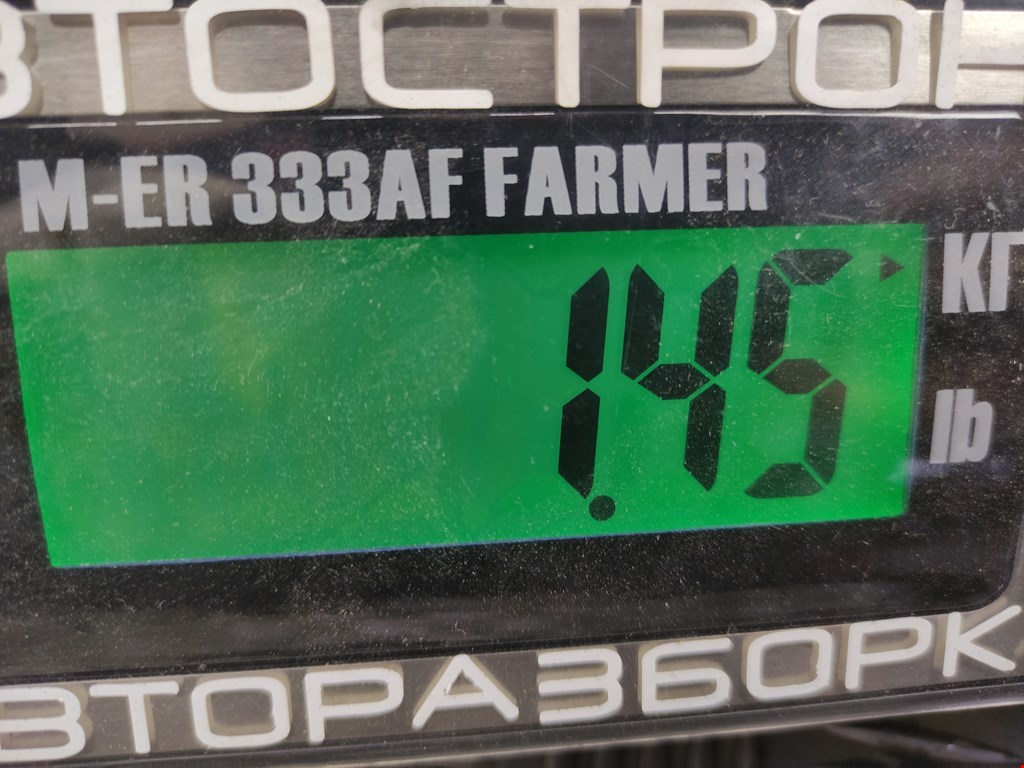 ВТОСТРОН
M-ER 333AF FARMER
1.45
КГ
lb
ВТОРАЗБОРК